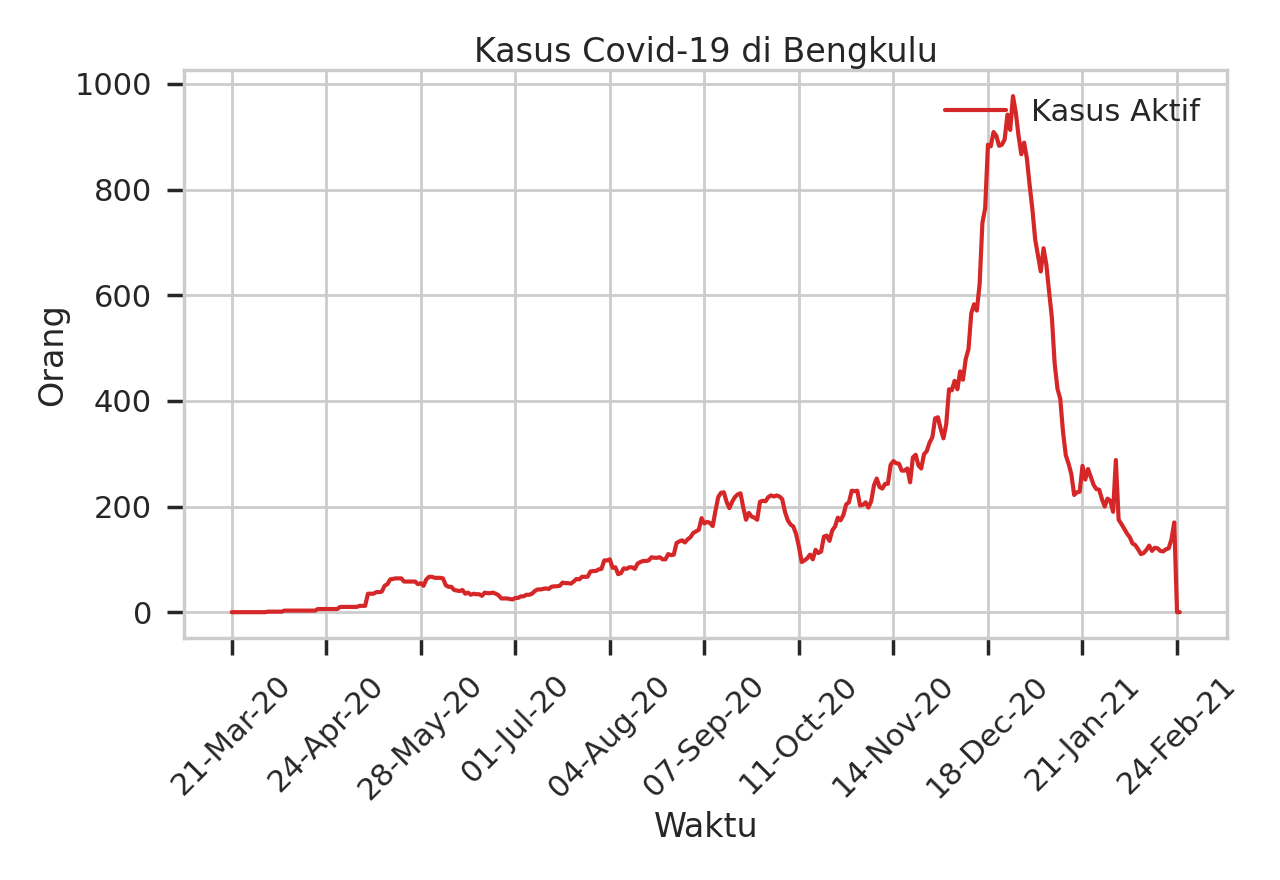 Kasus Covid-19 di Bengkulu
Kasus Aktif
Orang
1000
800
600
400
200
0
21-Mar-20
24-Apr-20
28-May-20
01-Jul-20
04-Aug-20
07-Sep-20
11-Oct-20
14-Nov-20
18-Dec-20
21-Jan-21
24-Feb-21
Waktu